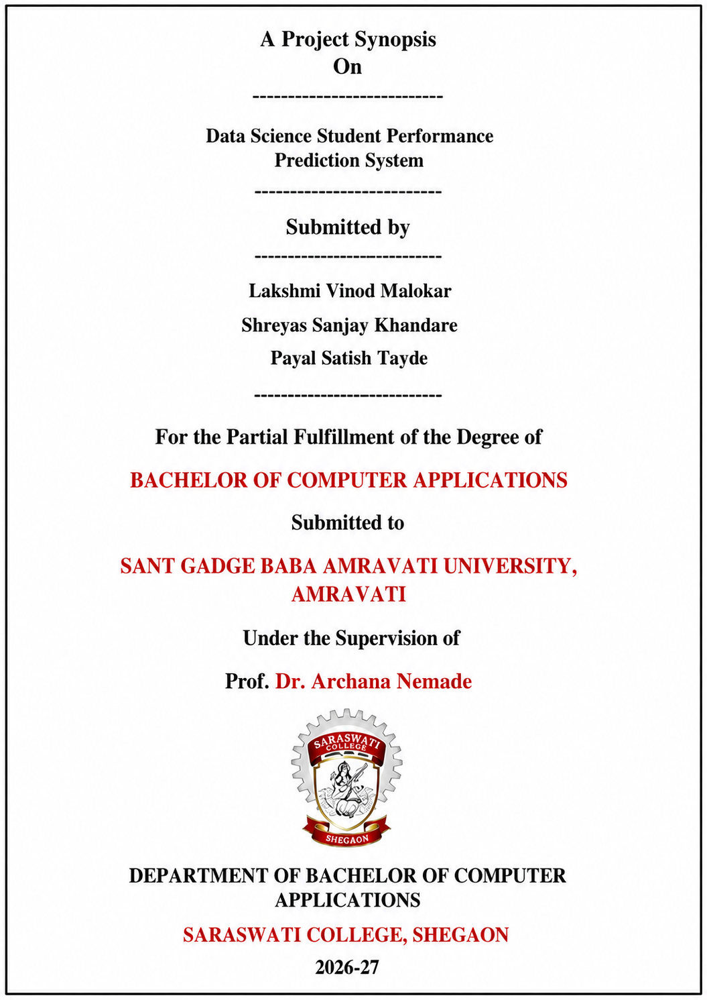 A Project Synopsis
On
---------------------------
Data Science Student Performance
Prediction System
---------------------------
Submitted by
---------------------------
Lakshmi Vinod Malokar
Shreyas Sanjay Khandare
Payal Satish Tayde
---------------------------
For the Partial Fulfillment of the Degree of
BACHELOR OF COMPUTER APPLICATIONS
Submitted to
SANT GADGE BABA AMRAVATI UNIVERSITY,
AMRAVATI
Under the Supervision of
Prof. Dr. Archana Nemade
SARASWATI
COLLEGE
SHEGAON
DEPARTMENT OF BACHELOR OF COMPUTER
APPLICATIONS
SARASWATI COLLEGE, SHEGAON
2026-27